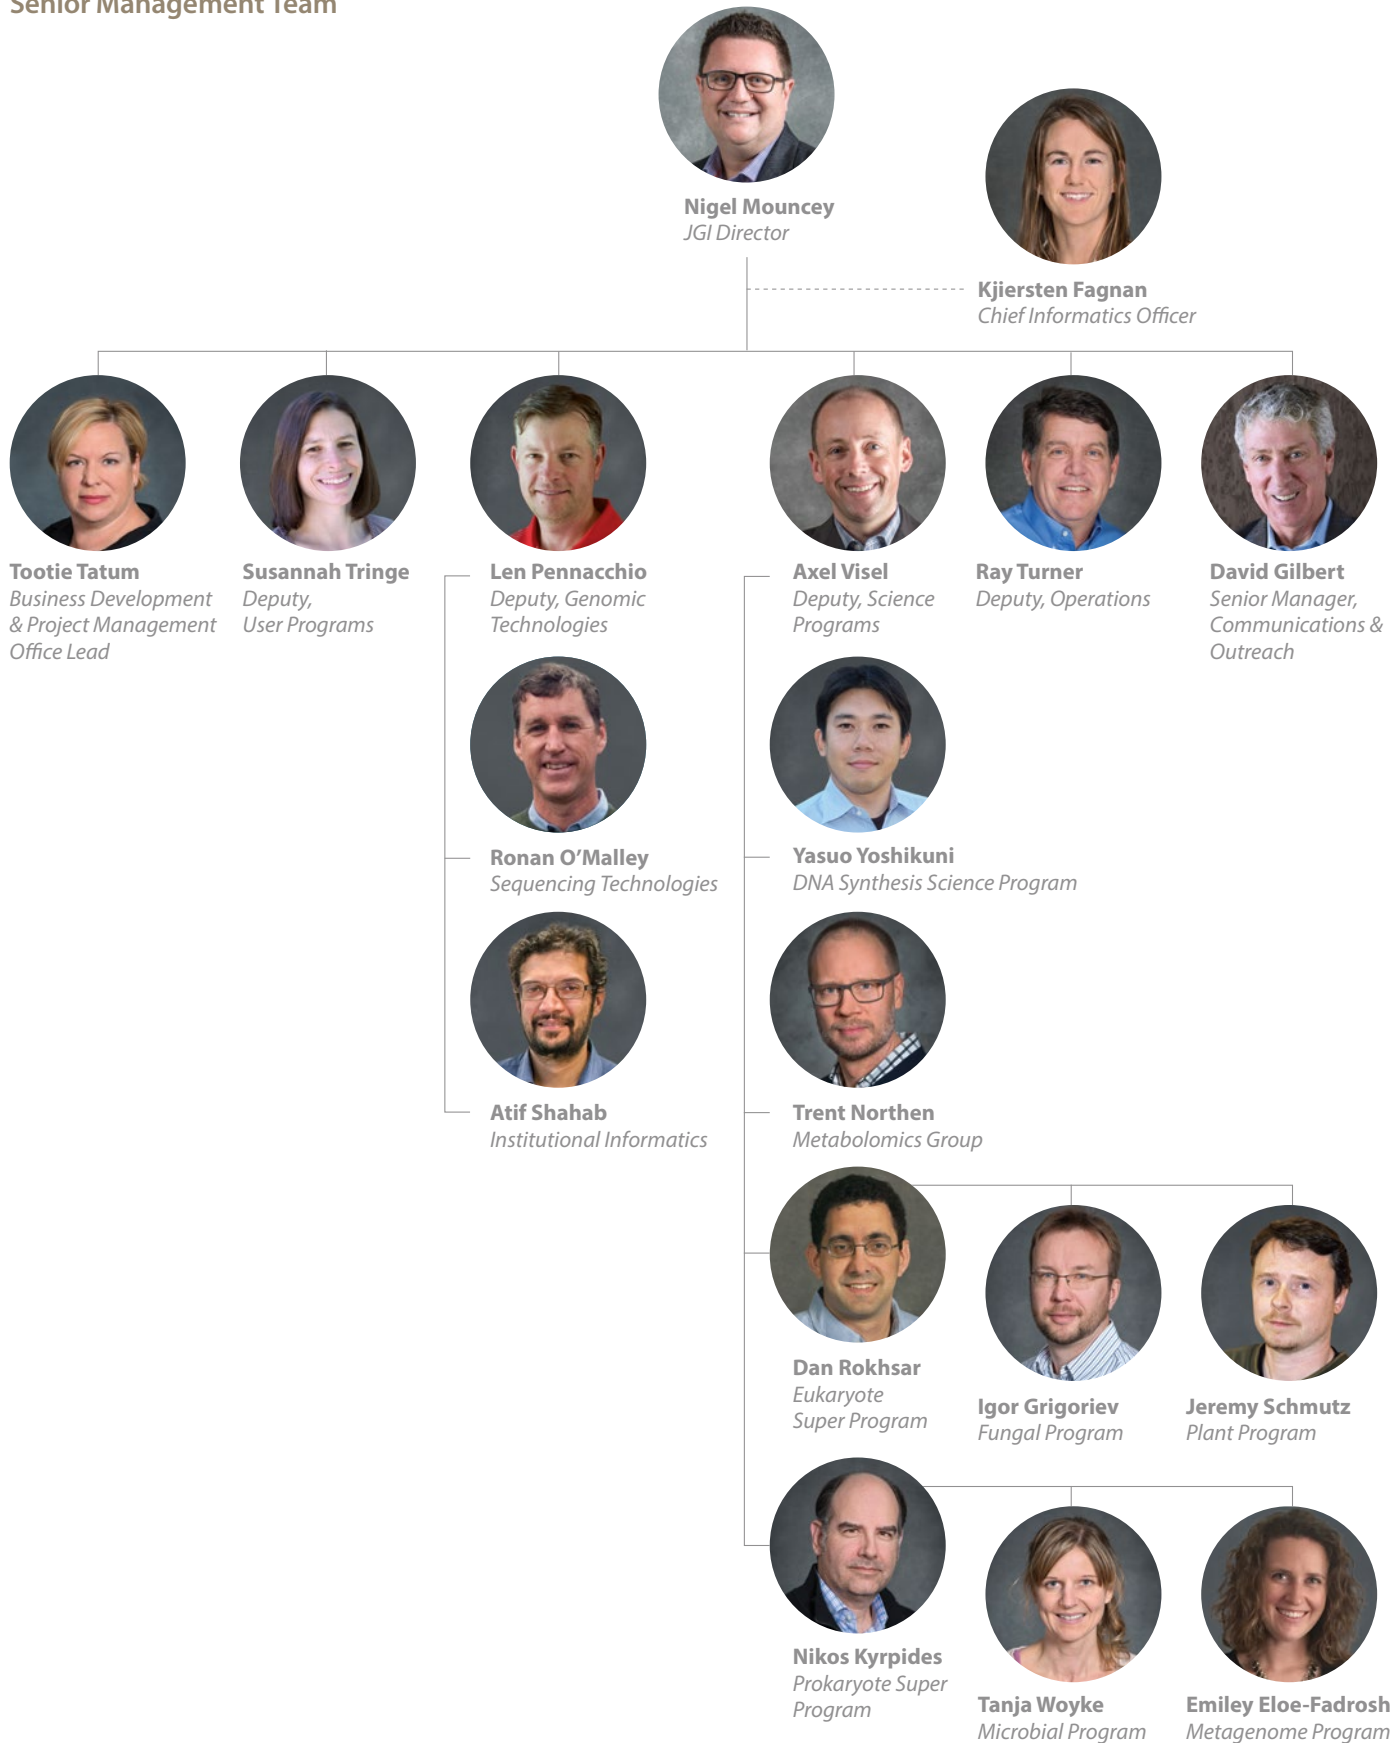 Senior Management Team
Nigel Mouncey
JGI Director
Kjiersten Fagnan
Chief Informatics Officer
Tootie Tatum
Business Development
& Project Management
Office Lead
Susannah Tringe
Deputy,
User Programs
Len Pennacchio
Deputy, Genomic
Technologies
Axel Visel
Deputy, Science
Programs
Ray Turner
Deputy, Operations
David Gilbert
Senior Manager,
Communications &
Outreach
Ronan O’Malley
Sequencing Technologies
Yasuo Yoshikuni
DNA Synthesis Science Program
Atif Shahab
Institutional Informatics
Trent Northen
Metabolomics Group
Dan Rokhsar
Eukaryote
Super Program
Igor Grigoriev
Fungal Program
Jeremy Schmutz
Plant Program
Nikos Kyrpides
Prokaryote Super
Program
Tanja Woyke
Microbial Program
Emiley Eloe-Fadrosh
Metagenome Program